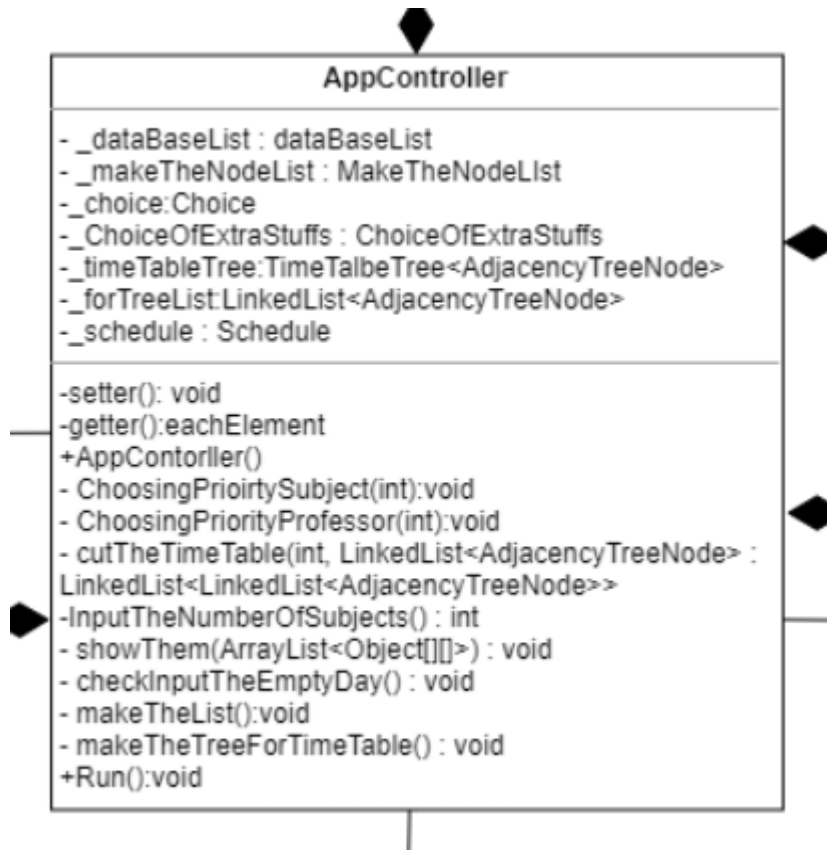 AppController
- _dataBaseList : dataBaseList
- _makeTheNodeList : MakeTheNodeLIst
-_choice:Choice
-_ChoiceOfExtraStuffs : ChoiceOfExtraStuffs
-_timeTableTree:TimeTalbeTree<AdjacencyTreeNode>
-_forTreeList:LinkedList<AdjacencyTreeNode>
-_schedule : Schedule
-setter(): void
-getter():eachElement
+AppContorller()
- ChoosingPrioirtySubject(int):void
- ChoosingPriorityProfessor(int):void
- cutTheTimeTable(int, LinkedList<AdjacencyTreeNode> :
LinkedList<LinkedList<AdjacencyTreeNode>>
-InputTheNumberOfSubjects() : int
- showThem(ArrayList<Object[][]>) : void
- checkInputTheEmptyDay() : void
- makeTheList():void
- makeTheTreeForTimeTable() : void
+Run():void